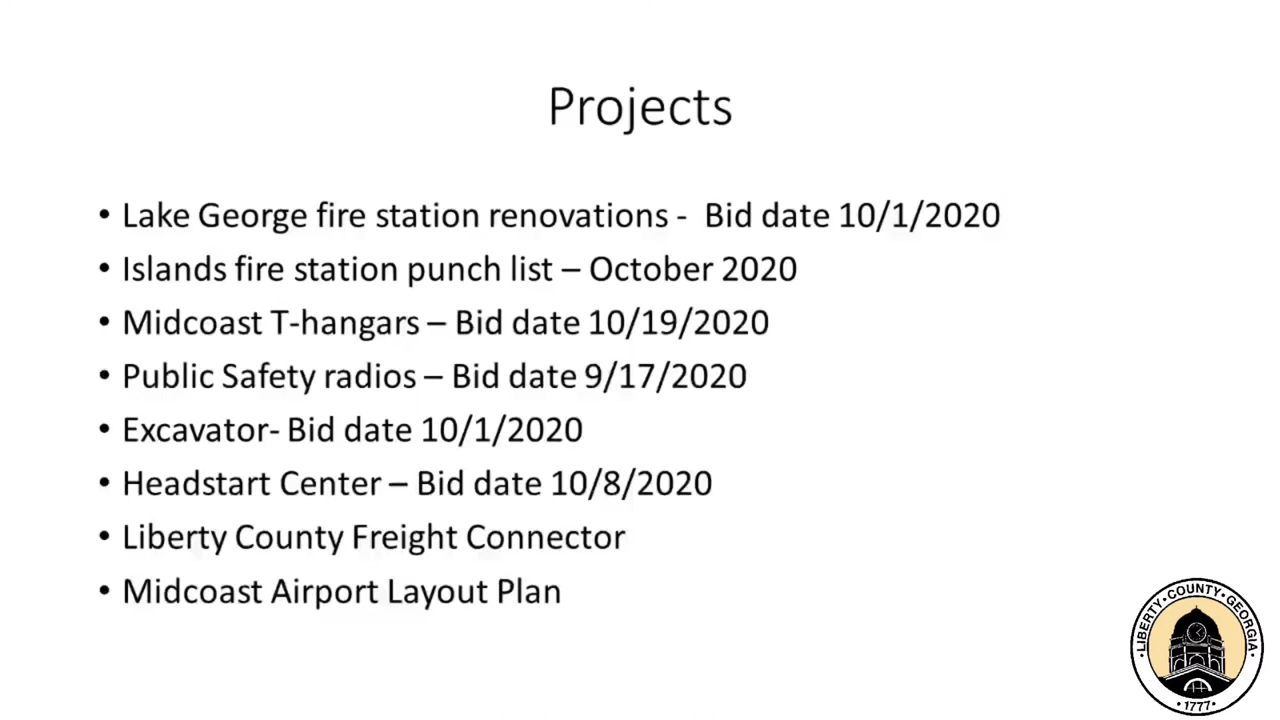 Projects
• Lake George fire station renovations -  Bid date 10/1/2020
• Islands fire station punch list – October 2020
• Midcoast T-hangars – Bid date 10/19/2020
• Public Safety radios – Bid date 9/17/2020
• Excavator- Bid date 10/1/2020
• Headstart Center – Bid date 10/8/2020
• Liberty County Freight Connector
• Midcoast Airport Layout Plan
• LIBERTY • COUNTY • GEORGIA •
• 1777 •